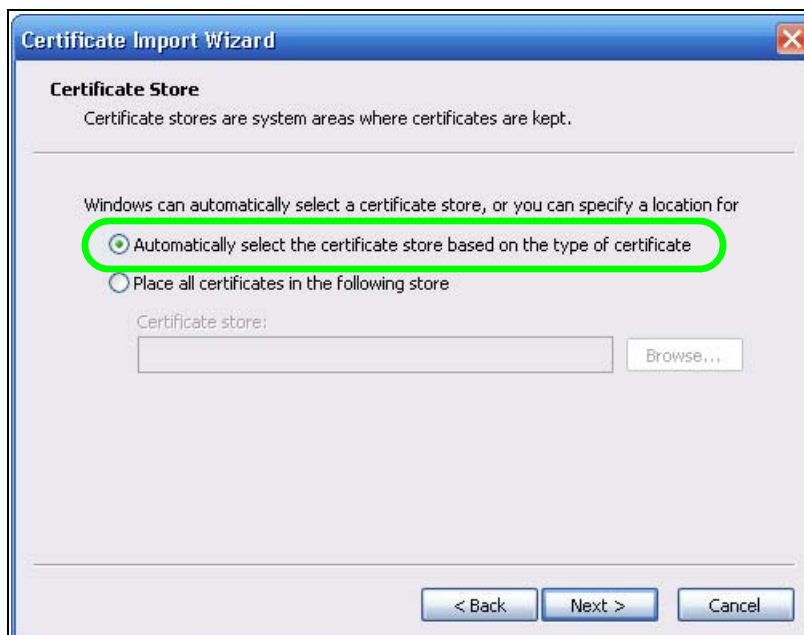 Certificate Import Wizard
Certificate Store
Certificate stores are system areas where certificates are kept.
Windows can automatically select a certificate store, or you can specify a location for
Automatically select the certificate store based on the type of certificate
Place all certificates in the following store
Certificate store:
Browse...
< Back Next > Cancel